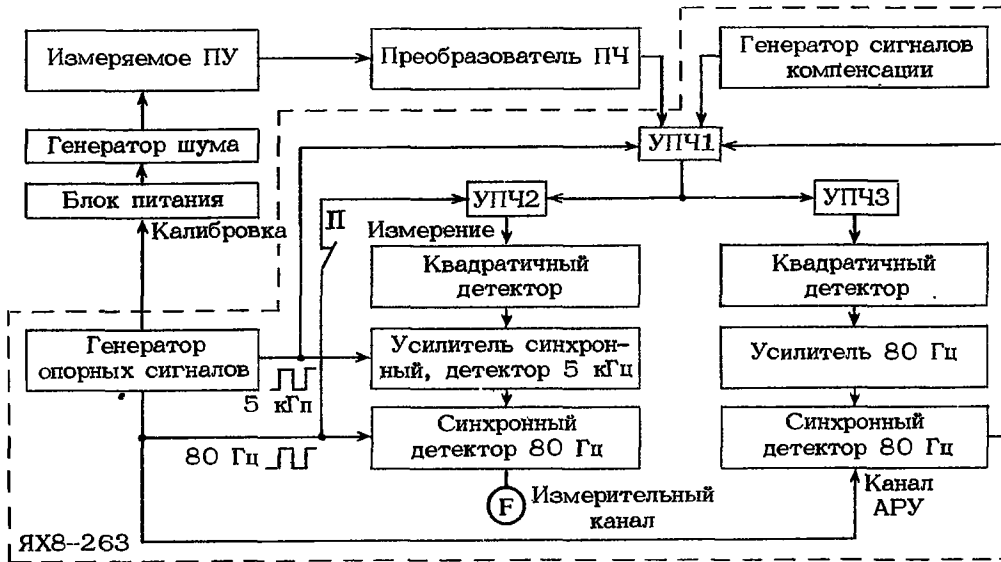 Измеряемое ПУ
Преобразователь ПЧ
Генератор сигналов
компенсации
Генератор шума
УПЧ1
Блок питания
УПЧ2
УПЧ3
Калибровка
П
Измерение
Квадратичный
детектор
Квадратичный
детектор
Генератор
опорных сигналов
Усилитель синхрон-
ный, детектор 5 кГц
Усилитель 80 Гц
5 кГп
Синхронный
детектор 80 Гц
Синхронный
детектор 80 Гц
80 Гц
F
Измерительный
канал
Канал
АРУ
ЯХ8--263